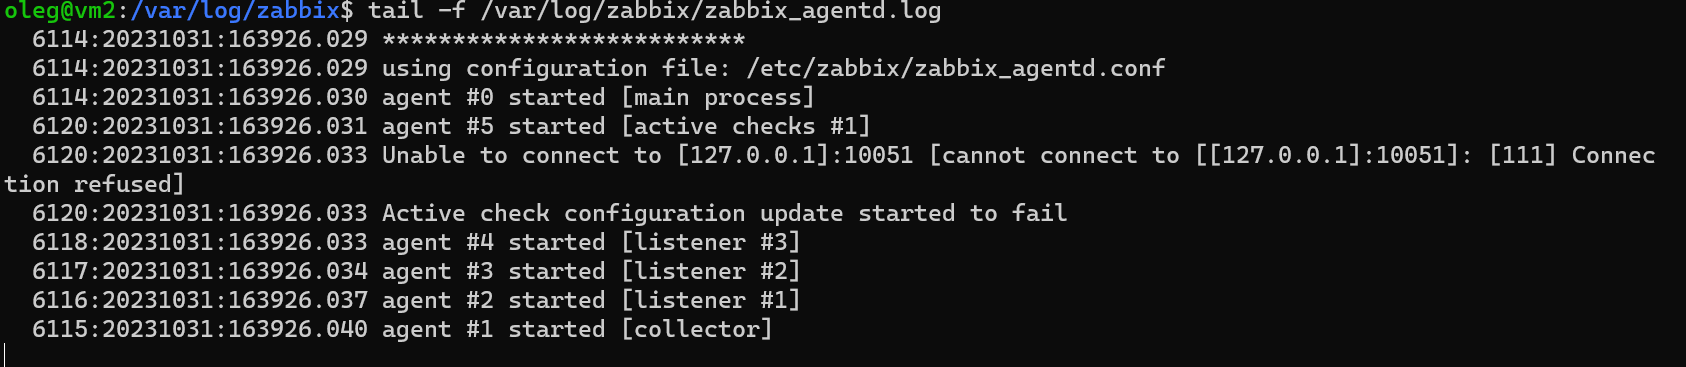 oleg@vm2:/var/log/zabbix$ tail -f /var/log/zabbix/zabbix_agentd.log
6114:20231031:163926.029 **************************
6114:20231031:163926.029 using configuration file: /etc/zabbix/zabbix_agentd.conf
6114:20231031:163926.030 agent #0 started [main process]
6120:20231031:163926.031 agent #5 started [active checks #1]
6120:20231031:163926.033 Unable to connect to [127.0.0.1]:10051 [cannot connect to [[127.0.0.1]:10051]: [111] Connec
tion refused]
6120:20231031:163926.033 Active check configuration update started to fail
6118:20231031:163926.033 agent #4 started [listener #3]
6117:20231031:163926.034 agent #3 started [listener #2]
6116:20231031:163926.037 agent #2 started [listener #1]
6115:20231031:163926.040 agent #1 started [collector]